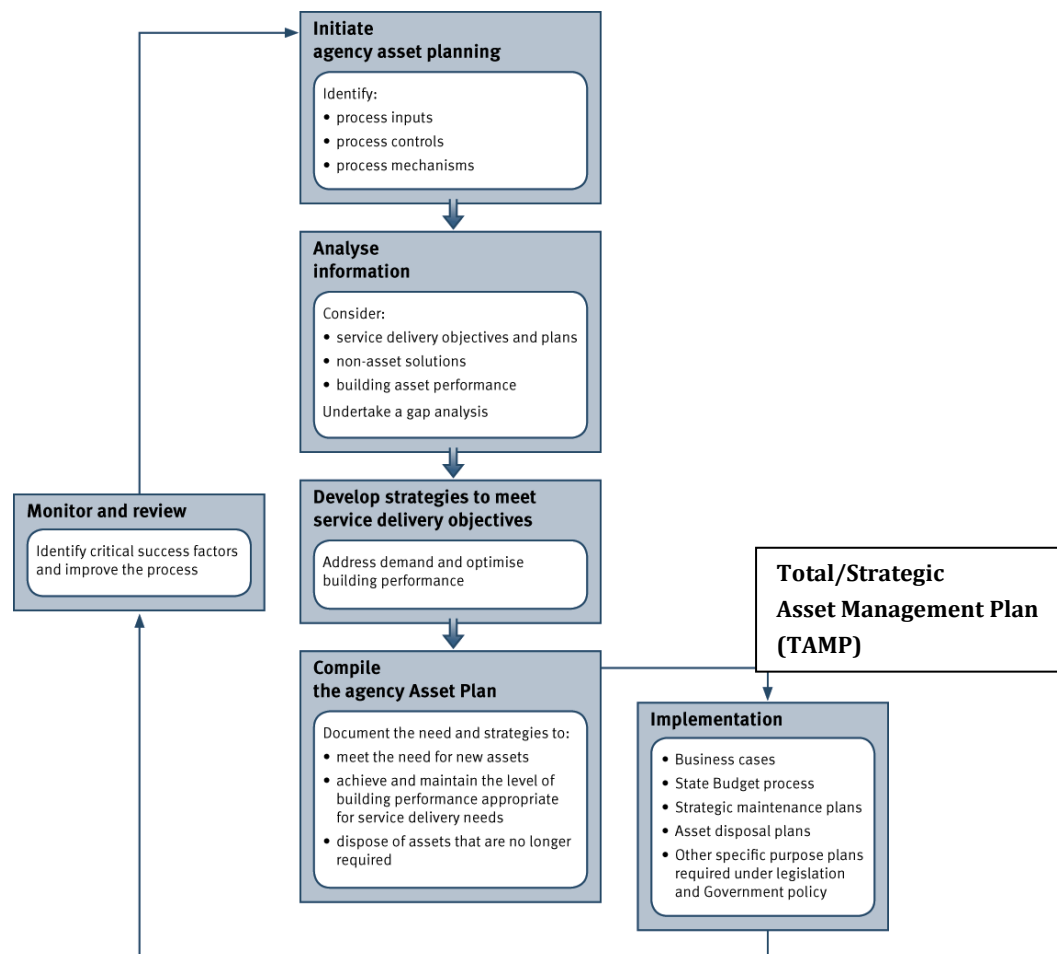 Initiate
agency asset planning
Identify:
• process inputs
• process controls
• process mechanisms
Analyse
information
Consider:
• service delivery objectives and plans
• non-asset solutions
• building asset performance
Undertake a gap analysis
Develop strategies to meet
service delivery objectives
Address demand and optimise
building performance
Monitor and review
Identify critical success factors
and improve the process
Total/Strategic
Asset Management Plan
(TAMP)
Compile
the agency Asset Plan
Document the need and strategies to:
• meet the need for new assets
• achieve and maintain the level of
building performance appropriate
for service delivery needs
• dispose of assets that are no longer
required
Implementation
• Business cases
• State Budget process
• Strategic maintenance plans
• Asset disposal plans
• Other specific purpose plans
required under legislation
and Government policy